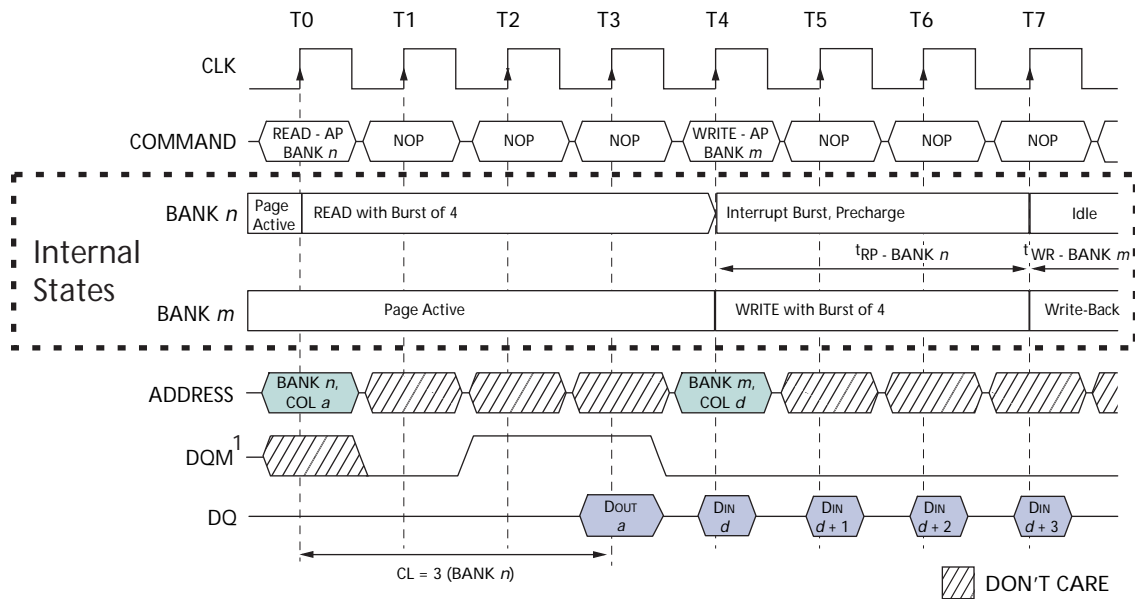 T0 T1 T2 T3 T4 T5 T6 T7
CLK
COMMAND
READ - AP
BANK n
NOP
NOP
NOP
WRITE - AP
BANK m
NOP
NOP
NOP
Internal
States
BANK n
Page
Active
READ with Burst of 4
Interrupt Burst, Precharge
Idle
tRP - BANK n
tWR - BANK m
BANK m
Page Active
WRITE with Burst of 4
Write-Back
ADDRESS
BANK n,
COL a
BANK m,
COL d
DQM1
DQ
DOUT
a
DIN
d
DIN
d + 1
DIN
d + 2
DIN
d + 3
CL = 3 (BANK n)
DON'T CARE